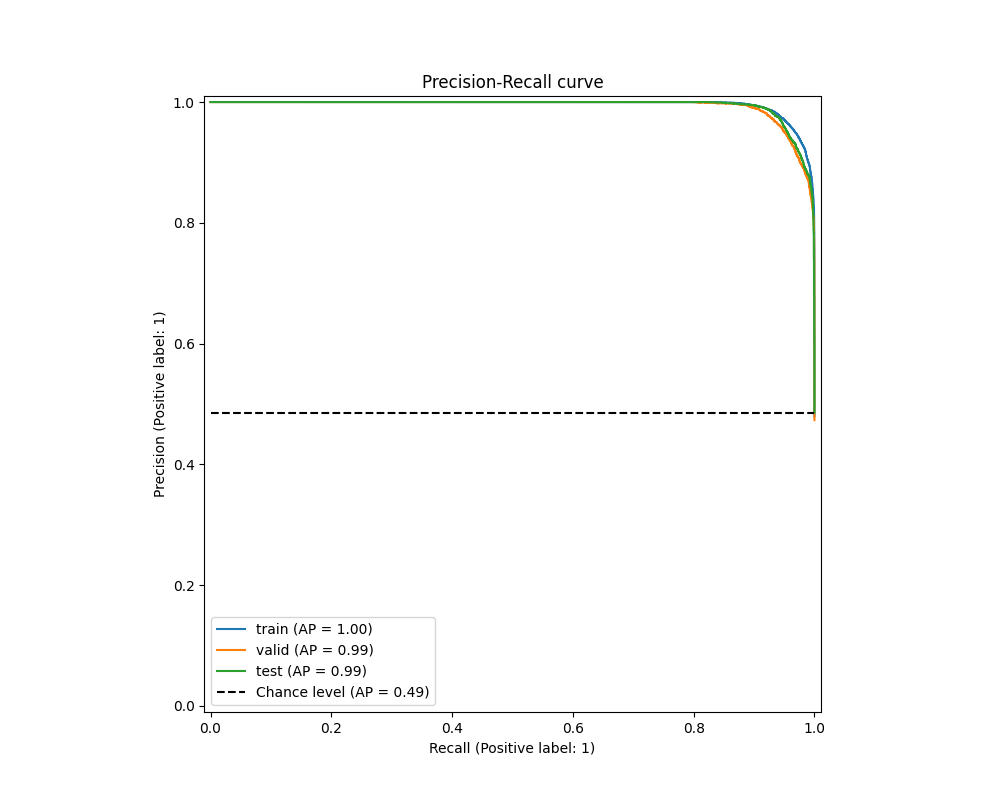 Precision-Recall curve
1.0
0.8
0.6
0.4
0.2
0.0
Precision (Positive label: 1)
train (AP = 1.00)
valid (AP = 0.99)
test (AP = 0.99)
Chance level (AP = 0.49)
0.0
0.2
0.4
0.6
0.8
1.0
Recall (Positive label: 1)